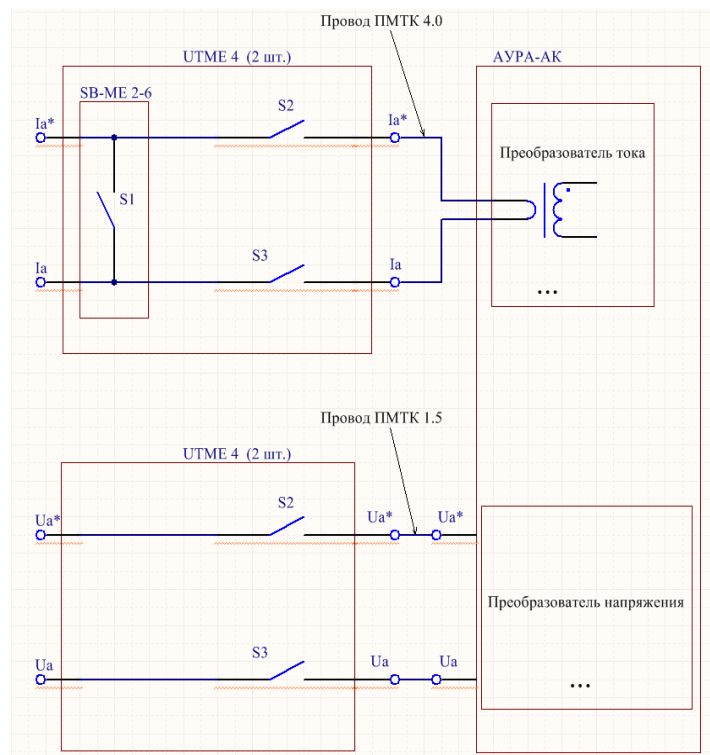 Провод ПМТК 4.0
UTME 4 (2 шт.)
АУРА-АК
SB-ME 2-6
S2
Ia*
Ia*
Преобразователь тока
S1
S3
Ia
Ia
...
Провод ПМТК 1.5
UTME 4 (2 шт.)
S2
Ua*
Ua*
Ua*
Преобразователь напряжения
S3
Ua
Ua
Ua
...